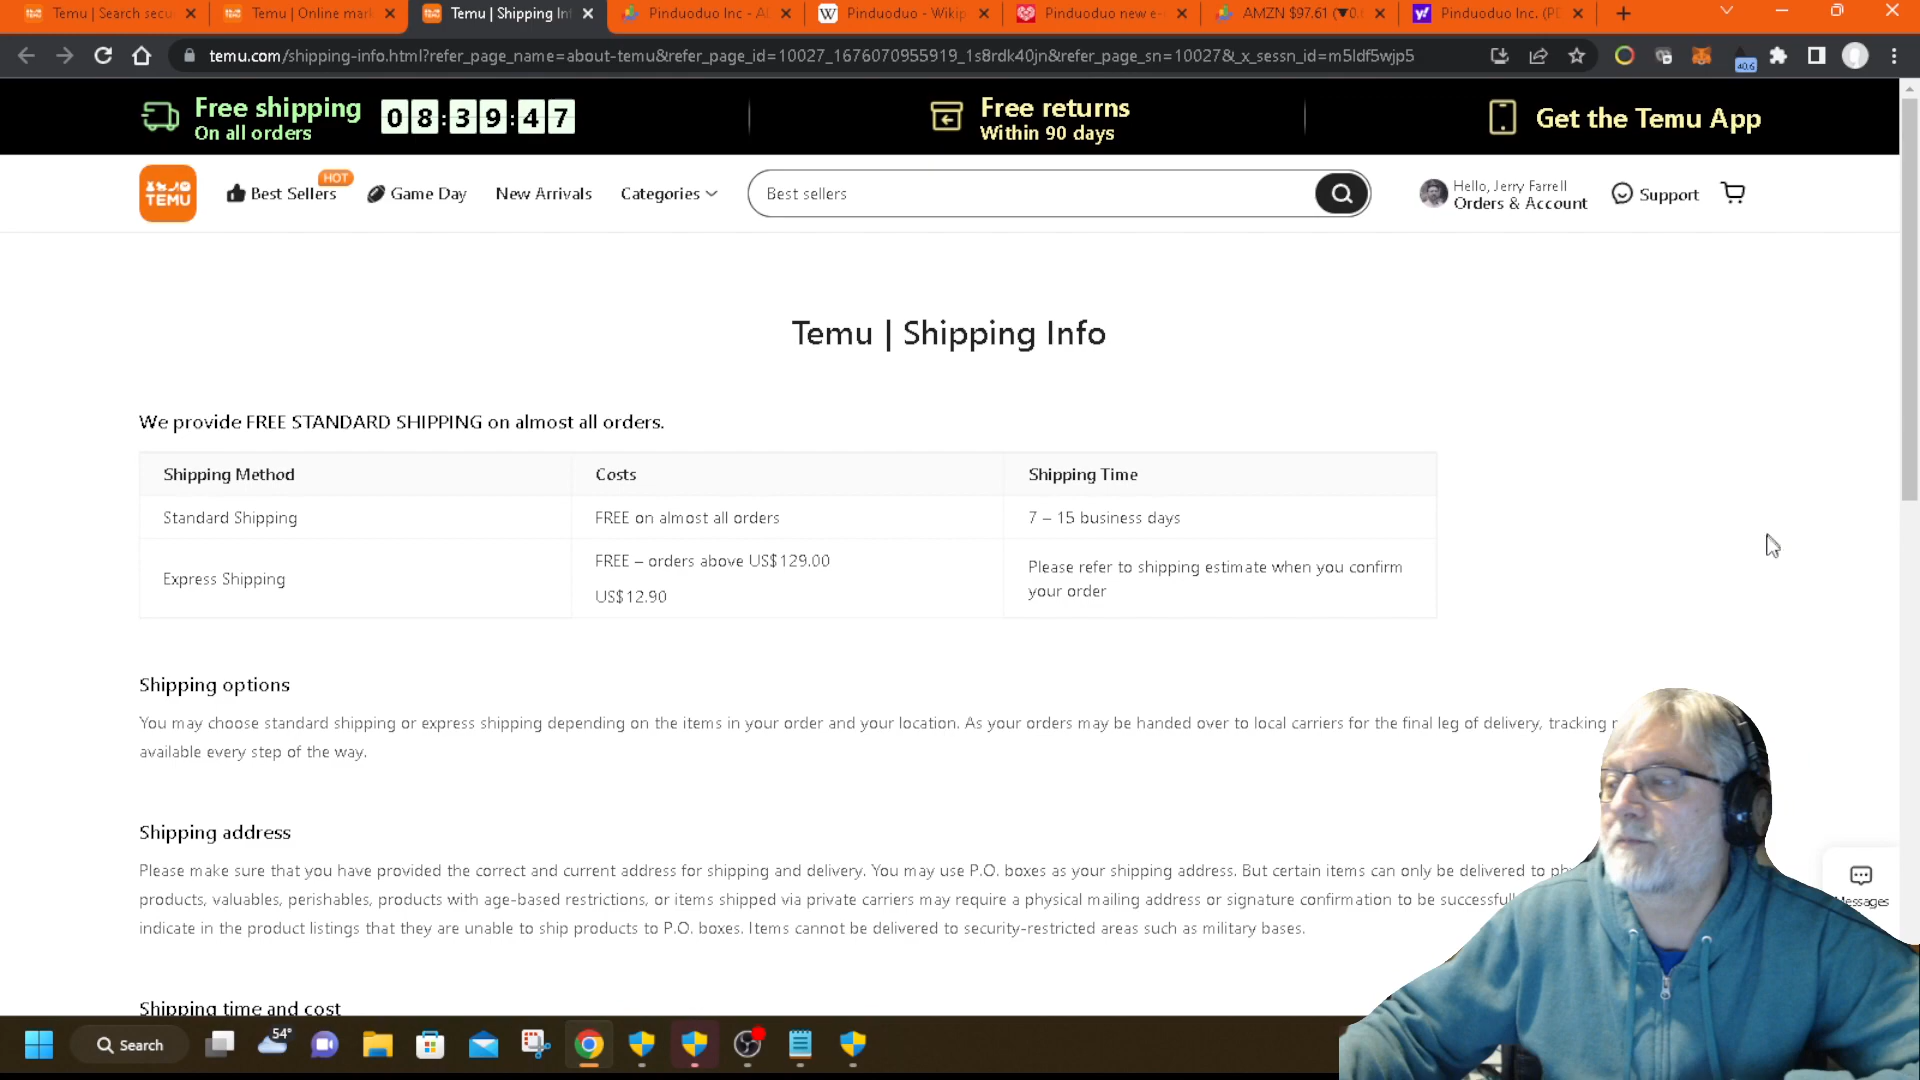 Temu | Search secu
Temu | Online mark
Temu | Shipping In
Pinduoduo Inc - A
Pinduoduo - Wikip
Pinduoduo new e-
AMZN $97.61 (▼0.
Pinduoduo Inc. (PD
temu.com/shipping-info.html?refer_page_name=about-temu&refer_page_id=10027_1676070955919_1s8rdk40jn&refer_page_sn=10027&_x_sessn_id=m5ldf5wjp5
40.6
Free shipping
On all orders
08:39:47
Free returns
Within 90 days
Get the Temu App
TEMU
Best Sellers
HOT
Game Day
New Arrivals
Categories
Best sellers
Hello, Jerry Farrell
Orders & Account
Support
Temu | Shipping Info
We provide FREE STANDARD SHIPPING on almost all orders.
Shipping Method Costs Shipping Time
Standard Shipping FREE on almost all orders 7 – 15 business days
Express Shipping
FREE – orders above US$129.00
US$12.90
Please refer to shipping estimate when you confirm
your order
Shipping options
You may choose standard shipping or express shipping depending on the items in your order and your location. As your orders may be handed over to local carriers for the final leg of delivery, tracking
available every step of the way.
Shipping address
Please make sure that you have provided the correct and current address for shipping and delivery. You may use P.O. boxes as your shipping address. But certain items can only be delivered to ph
products, valuables, perishables, products with age-based restrictions, or items shipped via private carriers may require a physical mailing address or signature confirmation to be successful
indicate in the product listings that they are unable to ship products to P.O. boxes. Items cannot be delivered to security-restricted areas such as military bases.
Messages
Shipping time and cost
Search
54°